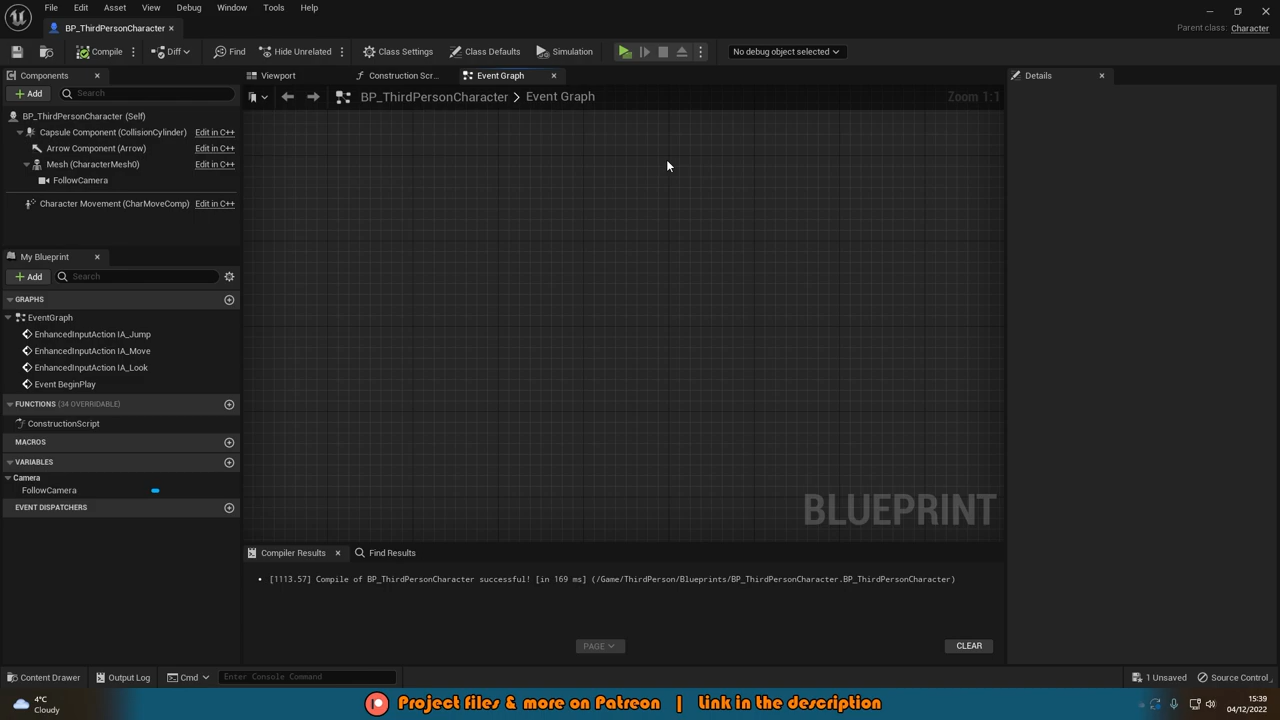 File Edit Asset View Debug Window Tools Help
BP_ThirdPersonCharacter
Parent class: Character
Compile Diff Find Hide Unrelated Class Settings Class Defaults Simulation No debug object selected
Components
Add Search
BP_ThirdPersonCharacter (Self)
Capsule Component (CollisionCylinder) Edit in C++
Arrow Component (Arrow) Edit in C++
Mesh (CharacterMesh0) Edit in C++
FollowCamera
Character Movement (CharMoveComp) Edit in C++
My Blueprint
Add Search
GRAPHS
EventGraph
EnhancedInputAction IA_Jump
EnhancedInputAction IA_Move
EnhancedInputAction IA_Look
Event BeginPlay
FUNCTIONS (34 OVERRIDABLE)
ConstructionScript
MACROS
VARIABLES
Camera
FollowCamera
EVENT DISPATCHERS
Viewport Construction Scr... Event Graph
BP_ThirdPersonCharacter > Event Graph Zoom 1:1
BLUEPRINT
Details
Compiler Results Find Results
[1113.57] Compile of BP_ThirdPersonCharacter successful! [in 169 ms] (/Game/ThirdPerson/Blueprints/BP_ThirdPersonCharacter.BP_ThirdPersonCharacter)
PAGE CLEAR
Content Drawer Output Log Cmd Enter Console Command 1 Unsaved Source Control
4°C
Cloudy
Project files & more on Patreon | Link in the description
15:39
04/12/2022